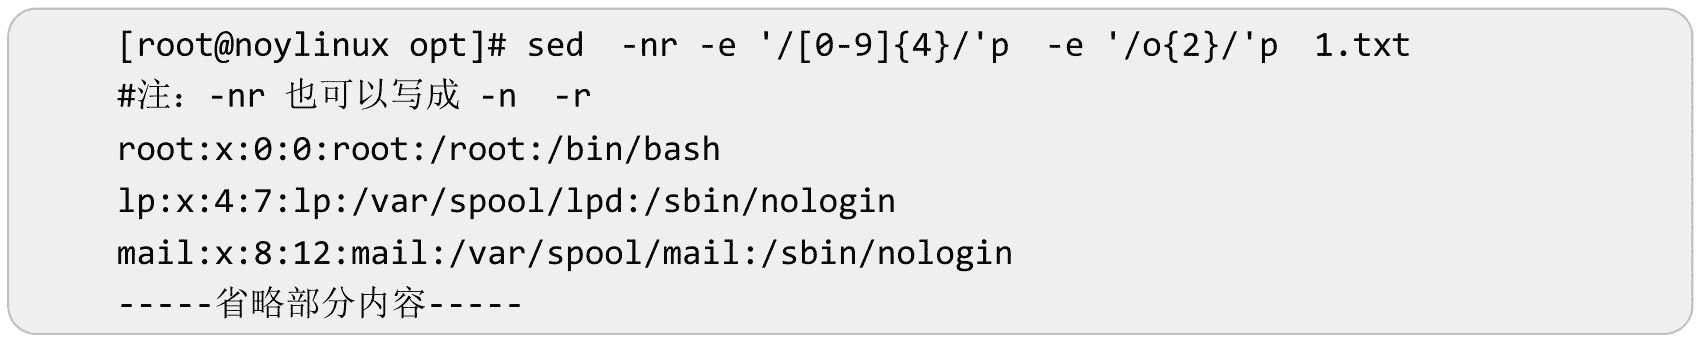 [root@noylinux opt]# sed  -nr -e '/[0-9]{4}/'p  -e '/o{2}/'p  1.txt
#注：-nr 也可以写成 -n  -r
root:x:0:0:root:/root:/bin/bash
lp:x:4:7:lp:/var/spool/lpd:/sbin/nologin
mail:x:8:12:mail:/var/spool/mail:/sbin/nologin
-----省略部分内容-----